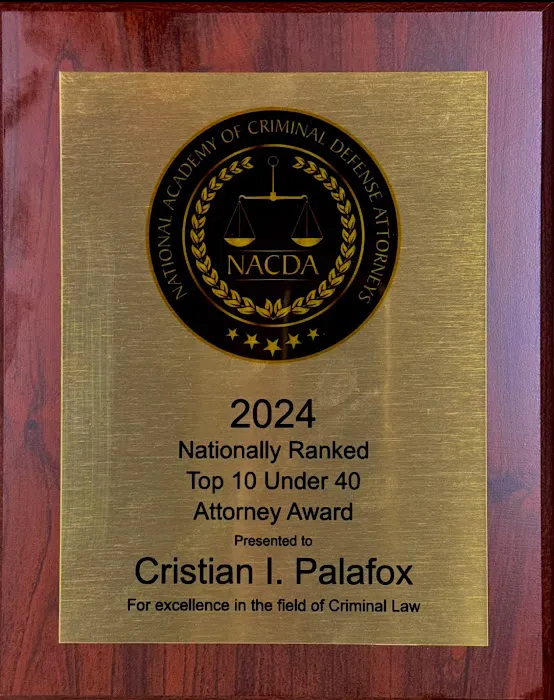 NATIONAL ACADEMY OF CRIMINAL DEFENSE ATTORNEYS
NACDA
2024
Nationally Ranked
Top 10 Under 40
Attorney Award
Presented to
Cristian I. Palafox
For excellence in the field of Criminal Law